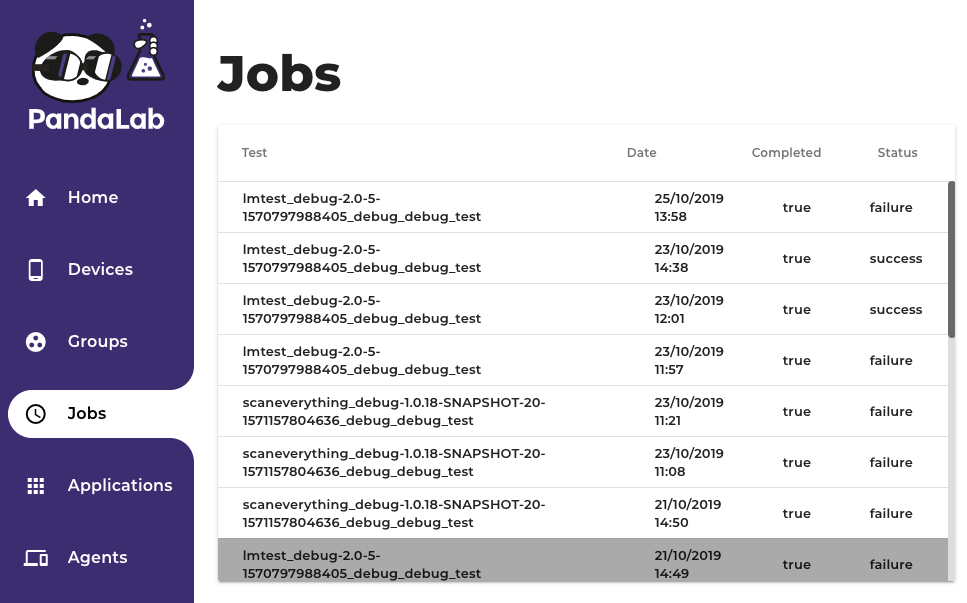 PandaLab
Home
Devices
Groups
Jobs
Applications
Agents
Jobs
Test Date Completed Status
lmtest_debug-2.0-5- 25/10/2019
1570797988405_debug_debug_test 13:58 true failure
lmtest_debug-2.0-5- 23/10/2019
1570797988405_debug_debug_test 14:38 true success
lmtest_debug-2.0-5- 23/10/2019
1570797988405_debug_debug_test 12:01 true success
lmtest_debug-2.0-5- 23/10/2019
1570797988405_debug_debug_test 11:57 true failure
scaneverything_debug-1.0.18-SNAPSHOT-20- 23/10/2019
1571157804636_debug_debug_test 11:21 true failure
scaneverything_debug-1.0.18-SNAPSHOT-20- 23/10/2019
1571157804636_debug_debug_test 11:08 true failure
scaneverything_debug-1.0.18-SNAPSHOT-20- 21/10/2019
1571157804636_debug_debug_test 14:50 true failure
lmtest_debug-2.0-5- 21/10/2019
1570797988405_debug_debug_test 14:49 true failure